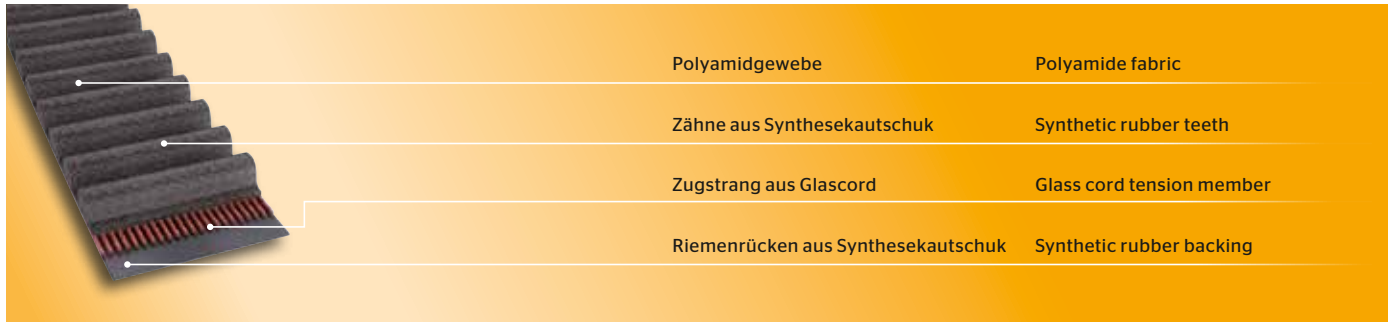 Polyamidgewebe Polyamide fabric
Zähne aus Synthesekautschuk Synthetic rubber teeth
Zugstrang aus Glascord Glass cord tension member
Riemenrücken aus Synthesekautschuk Synthetic rubber backing